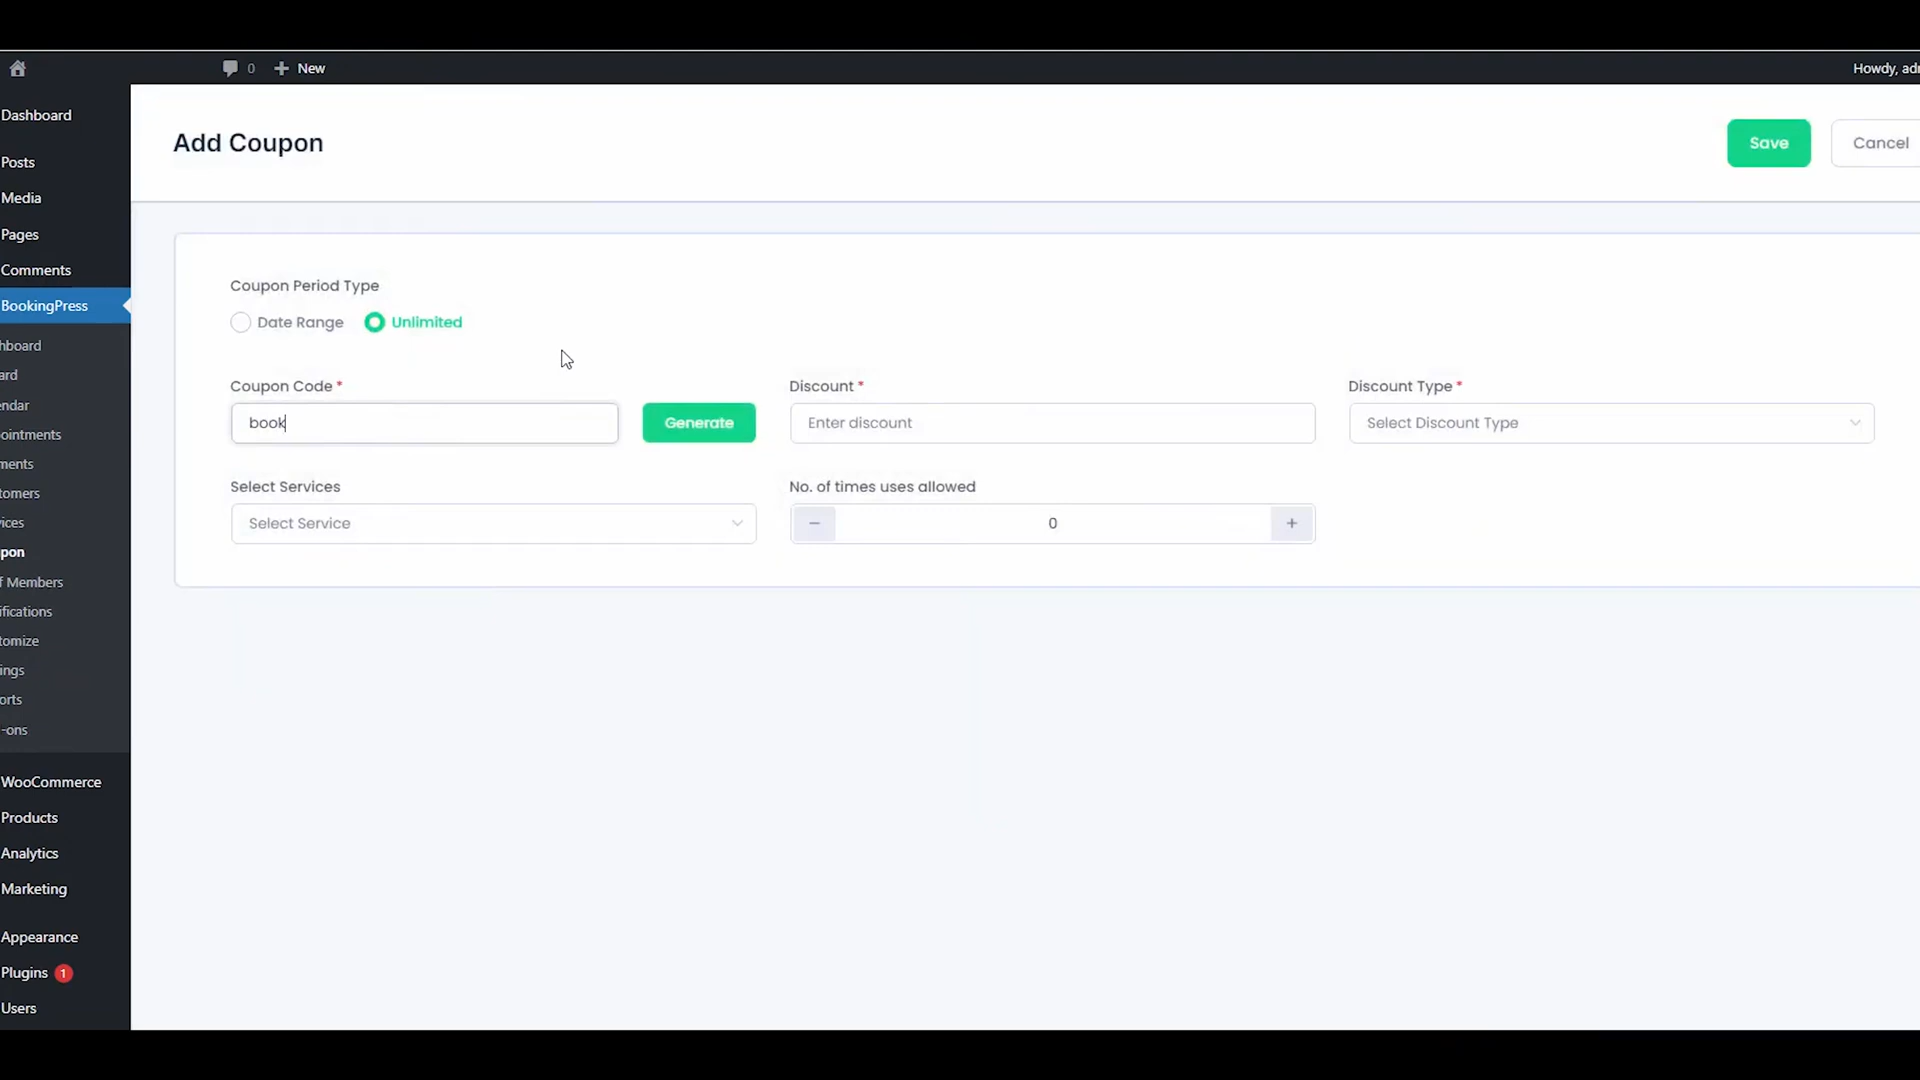 0 New Howdy, adr
Dashboard
Posts
Media
Pages
Comments
BookingPress
hboard
ard
endar
ointments
ments
tomers
ices
pon
f Members
ifications
tomize
ings
orts
-ons
WooCommerce
Products
Analytics
Marketing
Appearance
Plugins 1
Users
Add Coupon
Save Cancel
Coupon Period Type
Date Range Unlimited
Coupon Code * Discount * Discount Type *
book Generate Enter discount Select Discount Type
Select Services No. of times uses allowed
Select Service − 0 +